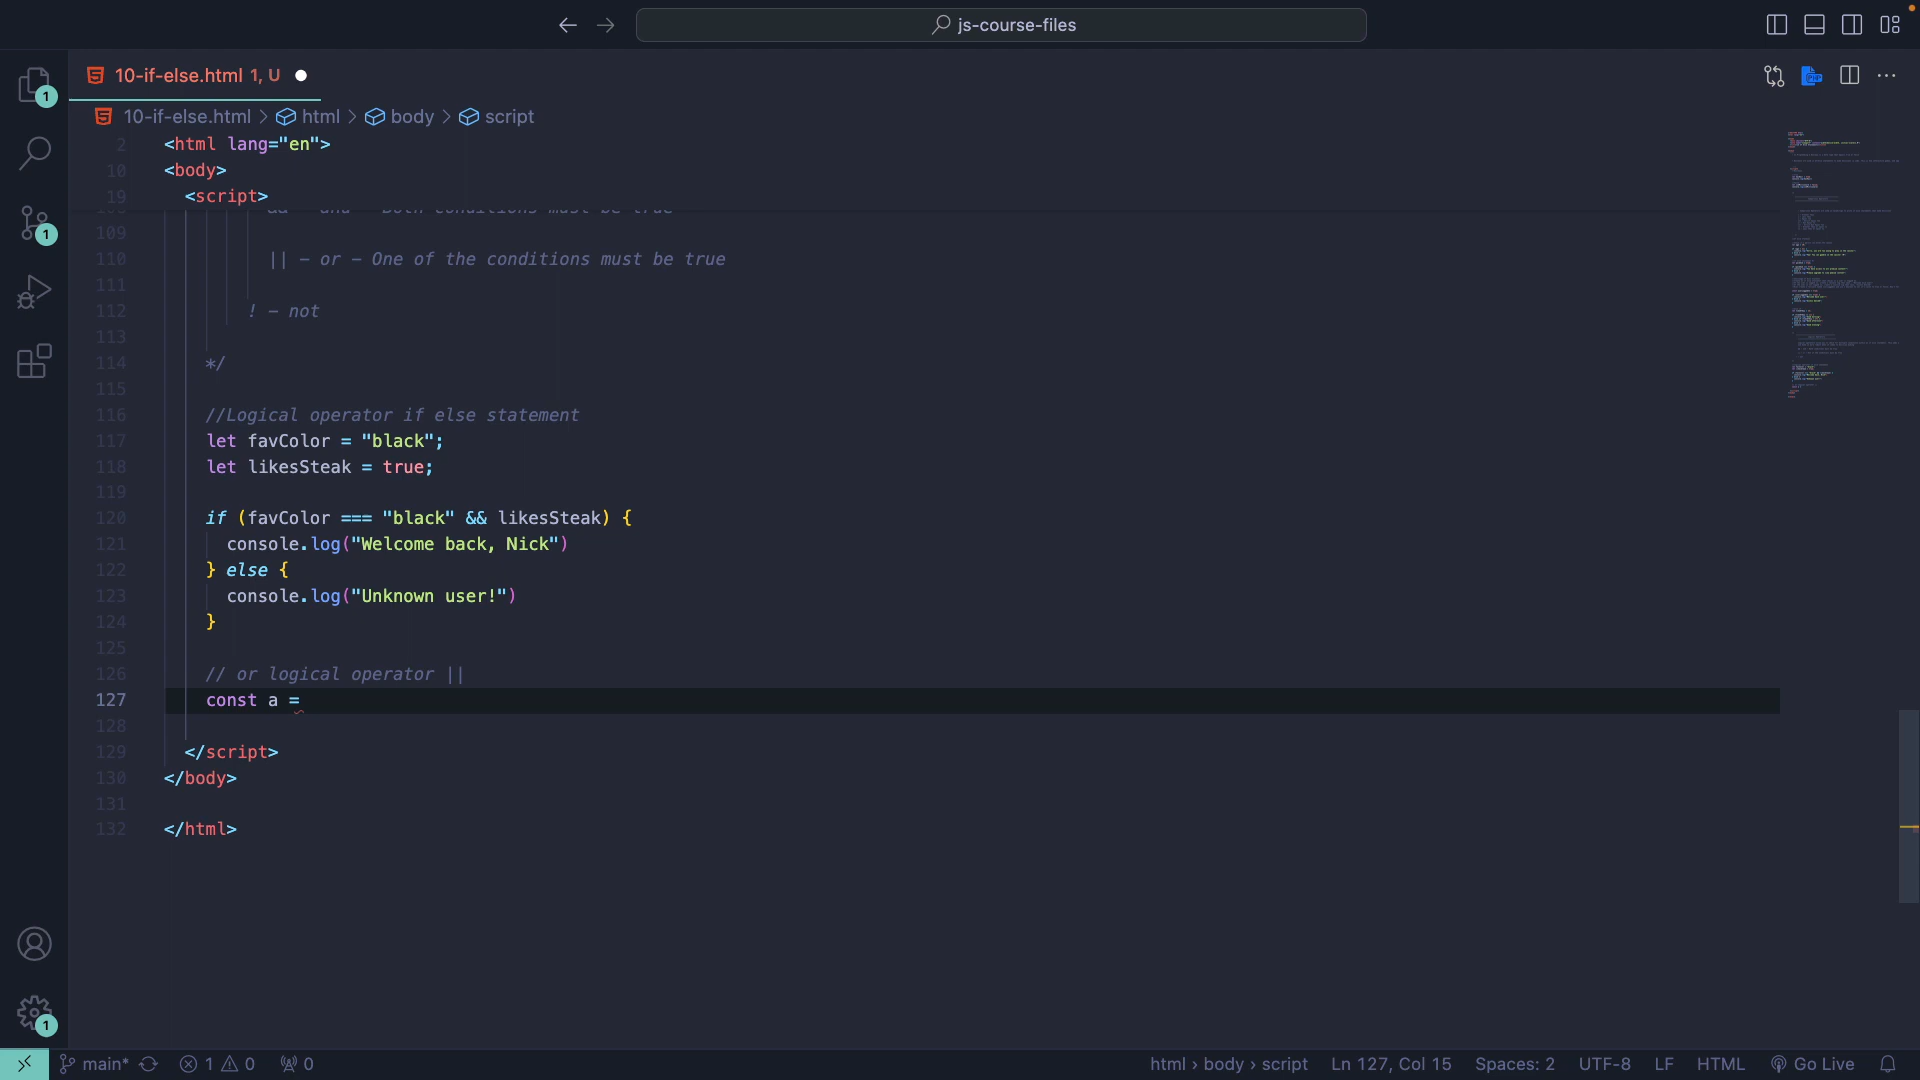 js-course-files
10-if-else.html 1, U
10-if-else.html > html > body > script
2 <html lang="en">
10 <body>
19 <script>
109
110 || – or – One of the conditions must be true
111
112 ! – not
113
114 */
115
116 //Logical operator if else statement
117 let favColor = "black";
118 let likesSteak = true;
119
120 if (favColor === "black" && likesSteak) {
121 console.log("Welcome back, Nick")
122 } else {
123 console.log("Unknown user!")
124 }
125
126 // or logical operator ||
127 const a =
128
129 </script>
130 </body>
131
132 </html>
1
1
1
main* 1 0 0 html > body > script Ln 127, Col 15 Spaces: 2 UTF-8 LF HTML Go Live